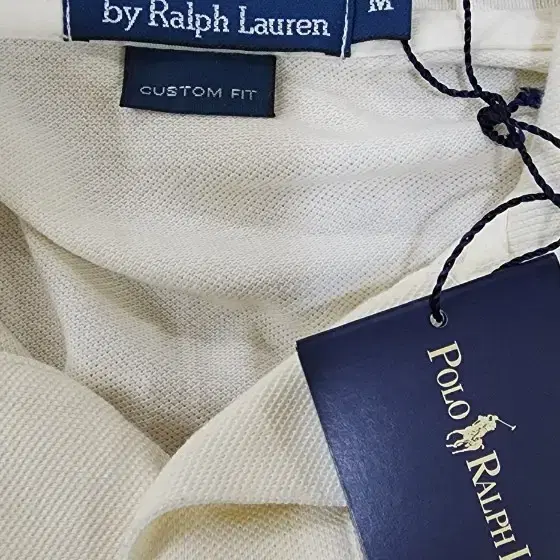 by Ralph Lauren
M
CUSTOM FIT
POLO
RALPH